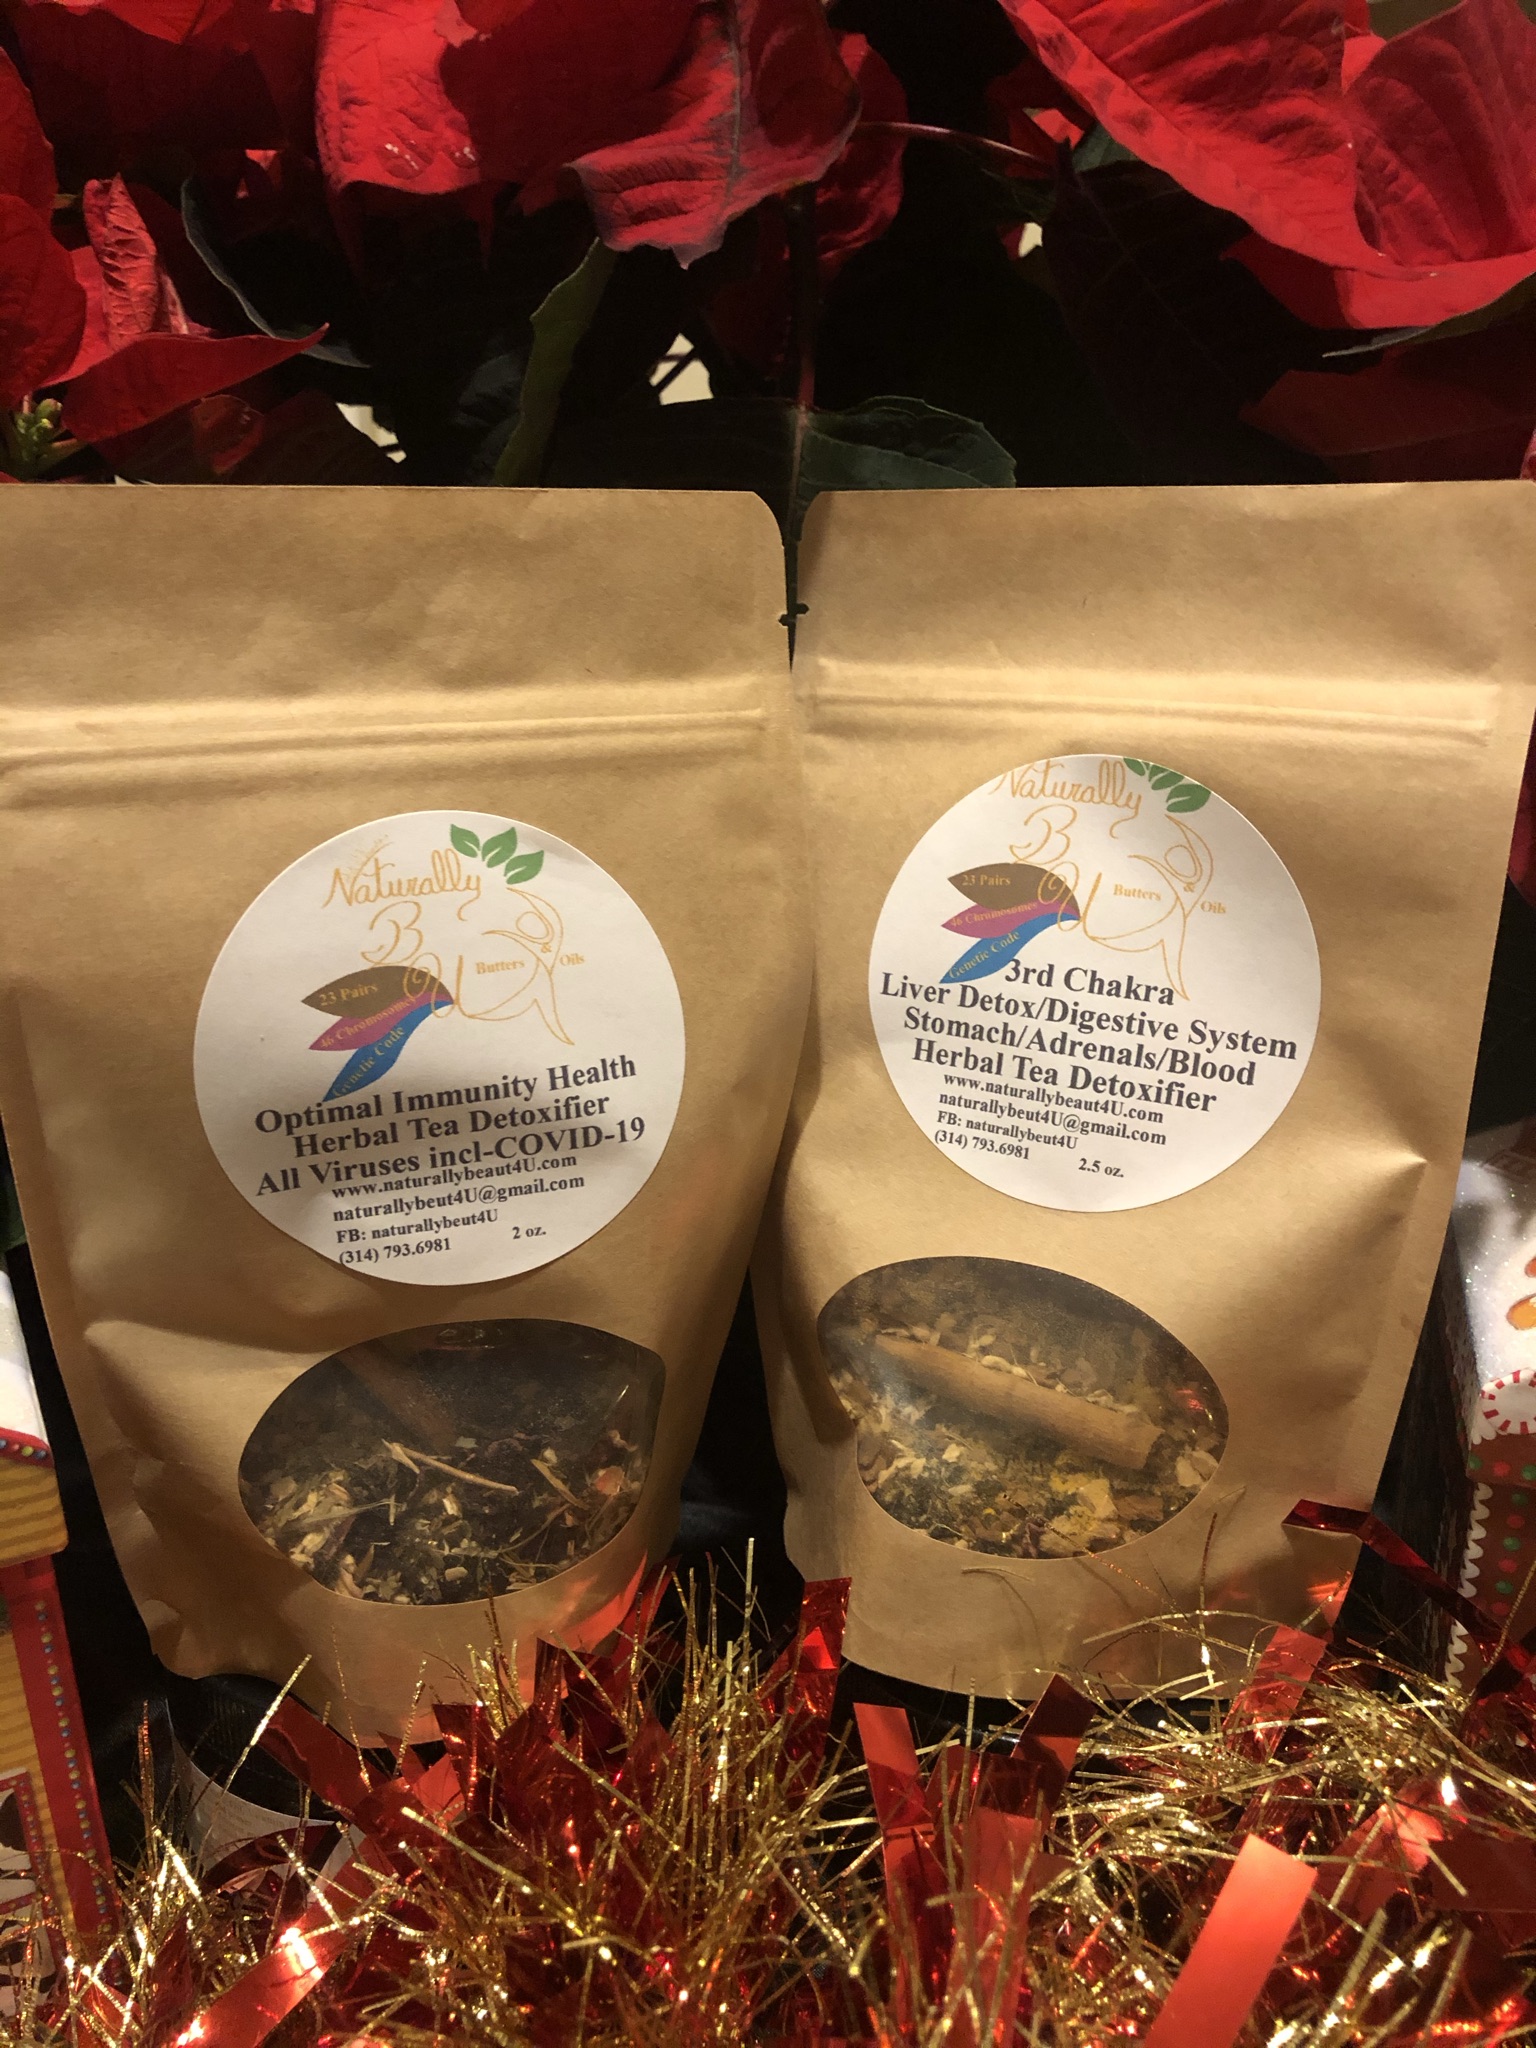 Naturally
B
U
Butters
&
Oils
23 Pairs
46 Chromosomes
Genetic Code
Optimal Immunity Health
Herbal Tea Detoxifier
All Viruses incl-COVID-19
www.naturallybeaut4U.com
naturallybeut4U@gmail.com
FB: naturallybeut4U
(314) 793.6981
2 oz.
Naturally
B
U
Butters
&
Oils
23 Pairs
46 Chromosomes
Genetic Code
3rd Chakra
Liver Detox/Digestive System
Stomach/Adrenals/Blood
Herbal Tea Detoxifier
www.naturallybeaut4U.com
naturallybeut4U@gmail.com
FB: naturallybeut4U
(314) 793.6981
2.5 oz.